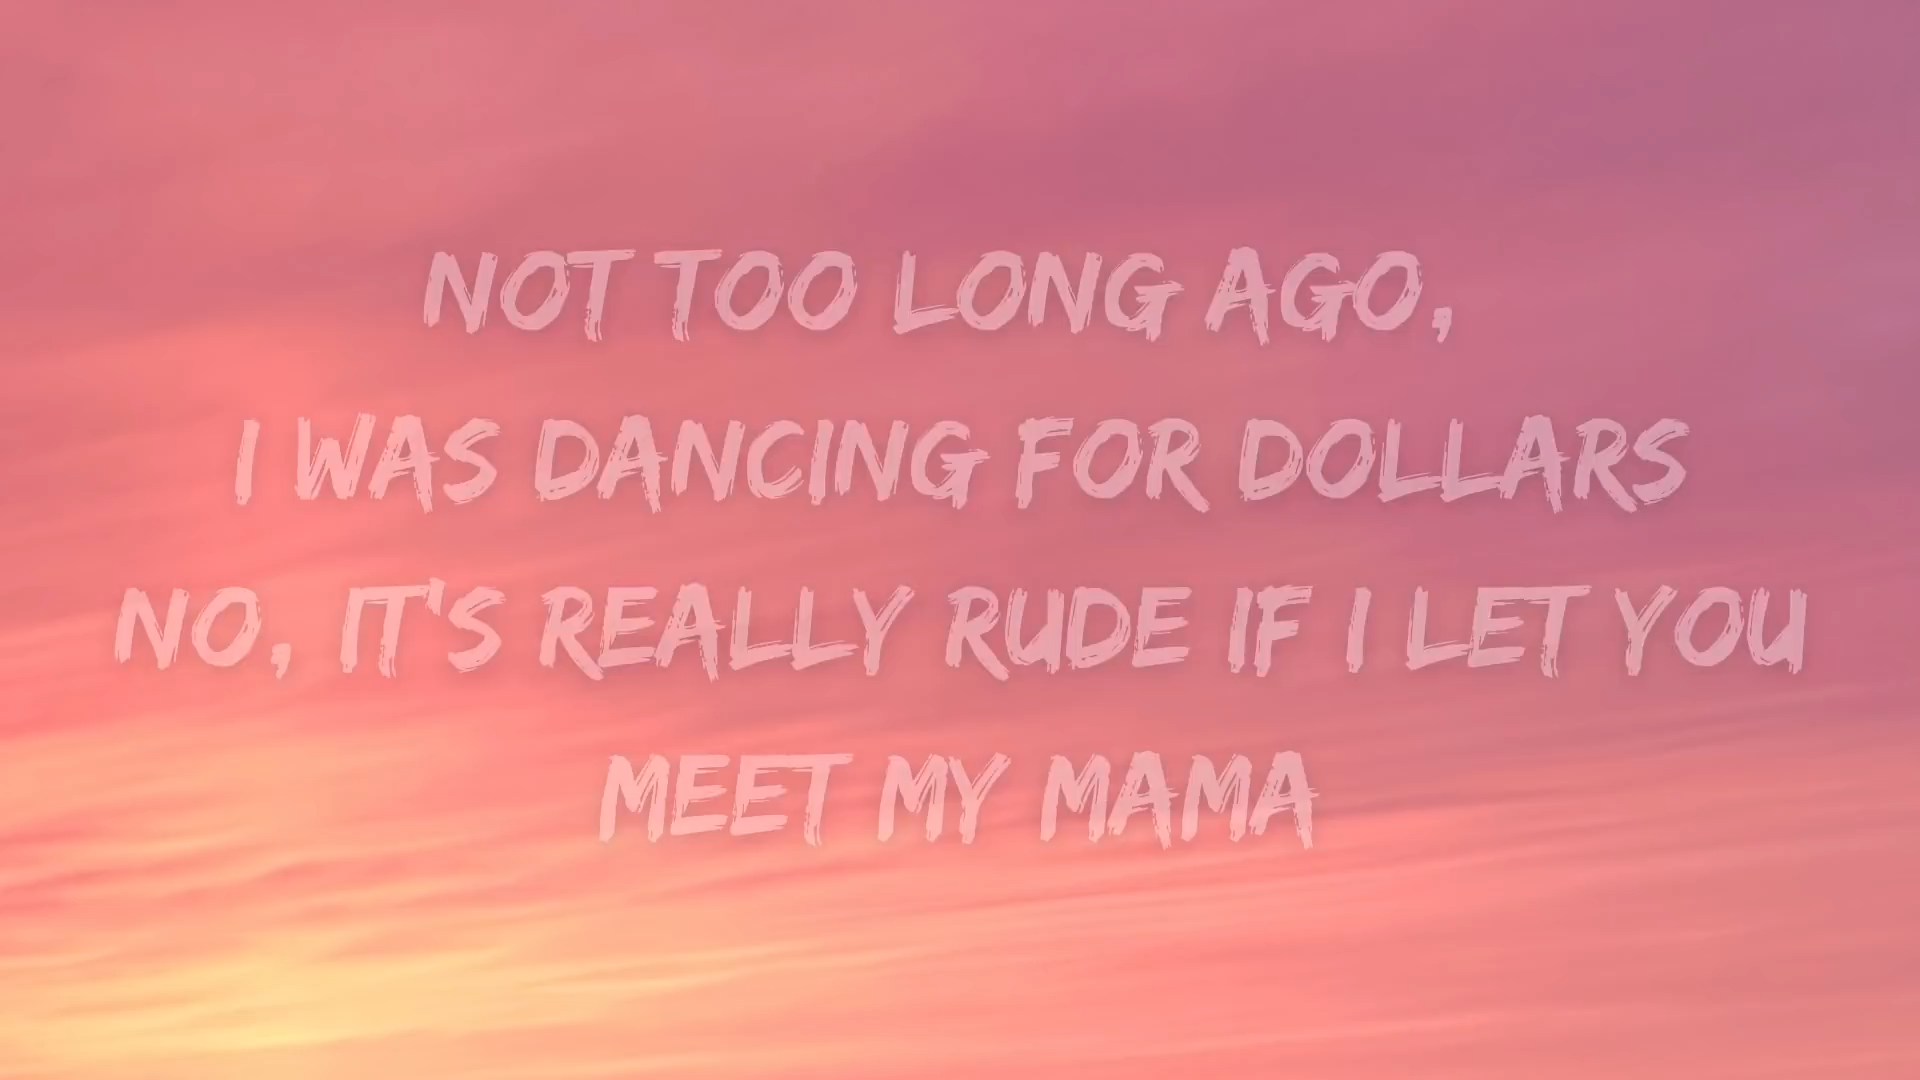 NOT TOO LONG AGO,
I WAS DANCING FOR DOLLARS
NO, IT'S REALLY RUDE IF I LET YOU
MEET MY MAMA